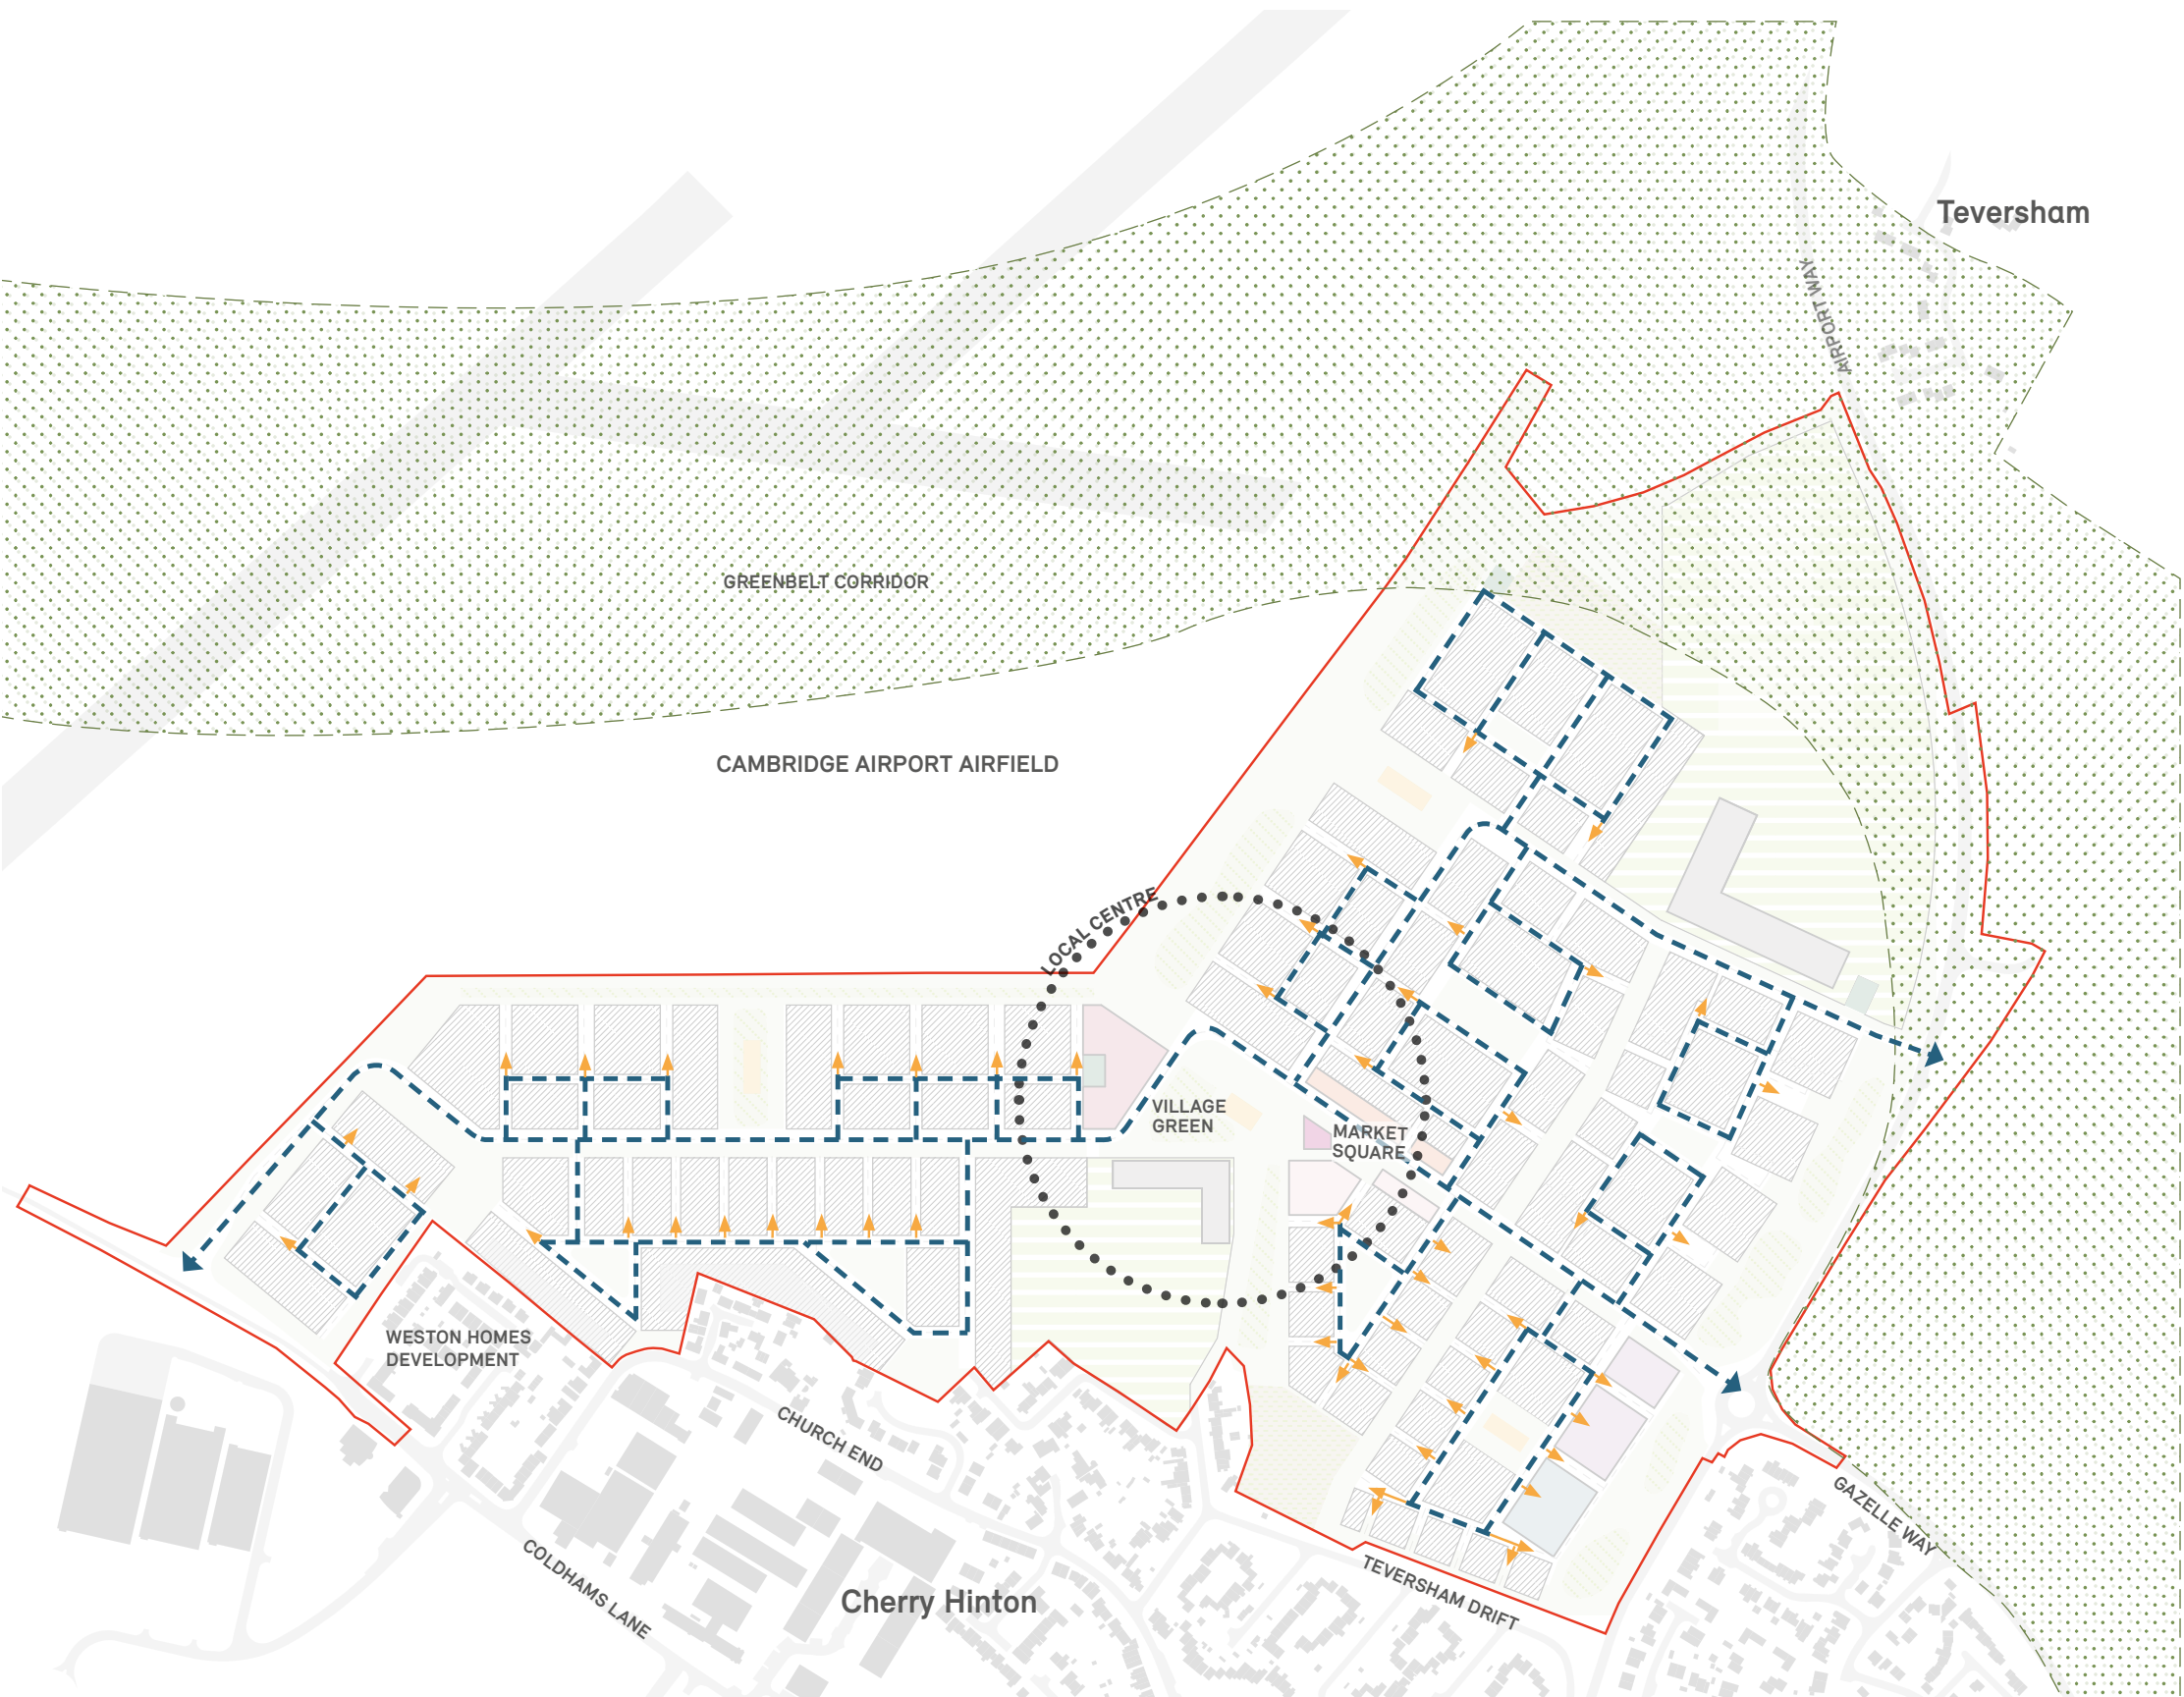 Teversham
AIRPORT WAY
GREENBELT CORRIDOR
CAMBRIDGE AIRPORT AIRFIELD
LOCAL CENTRE
VILLAGE
GREEN
MARKET
SQUARE
WESTON HOMES
DEVELOPMENT
CHURCH END
COLDHAMS LANE
Cherry Hinton
TEVERSHAM DRIFT
GAZELLE WAY